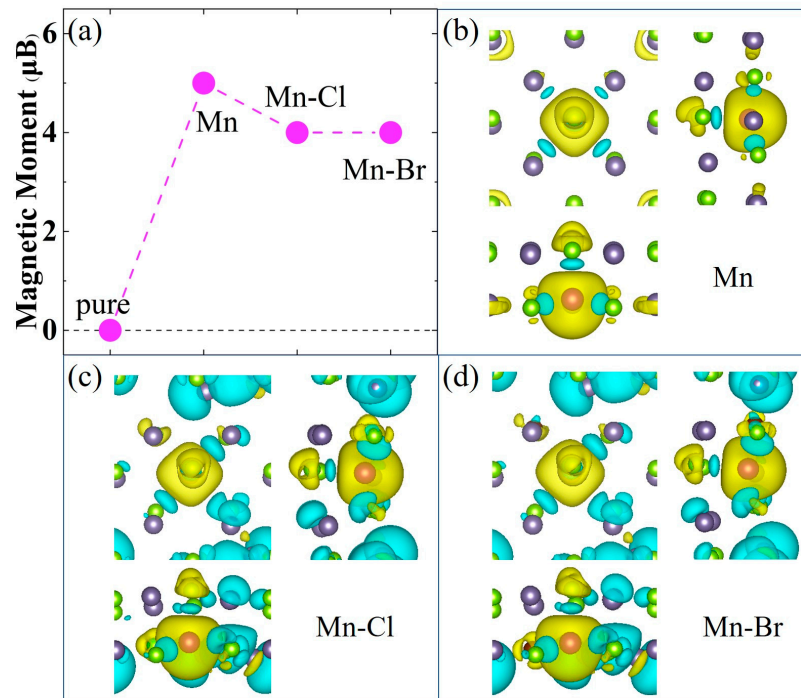 (a)
Magnetic Moment (μB)
6
4
2
0
pure
Mn
Mn-Cl
Mn-Br
(b)
Mn
(c)
Mn-Cl
(d)
Mn-Br